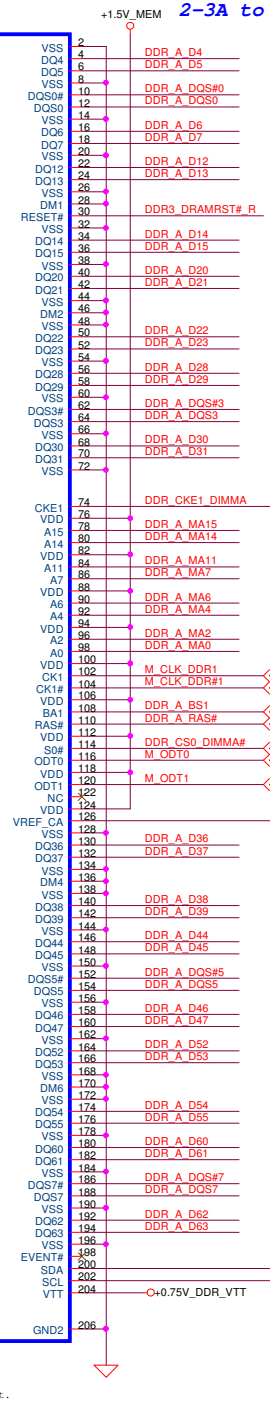 +1.5V_MEM 2-3A to
VSS 2
DQ4 4 DDR_A_D4
DQ5 6 DDR_A_D5
VSS 8
DQS0# 10 DDR_A_DQS#0
DQS0 12 DDR_A_DQS0
VSS 14
DQ6 16 DDR_A_D6
DQ7 18 DDR_A_D7
VSS 20
DQ12 22 DDR_A_D12
DQ13 24 DDR_A_D13
VSS 26
DM1 28
RESET# 30 DDR3_DRAMRST#_R
VSS 32
DQ14 34 DDR_A_D14
DQ15 36 DDR_A_D15
VSS 38
DQ20 40 DDR_A_D20
DQ21 42 DDR_A_D21
VSS 44
DM2 46
VSS 48
DQ22 50 DDR_A_D22
DQ23 52 DDR_A_D23
VSS 54
DQ28 56 DDR_A_D28
DQ29 58 DDR_A_D29
VSS 60
DQS3# 62 DDR_A_DQS#3
DQS3 64 DDR_A_DQS3
VSS 66
DQ30 68 DDR_A_D30
DQ31 70 DDR_A_D31
VSS 72
CKE1 74 DDR_CKE1_DIMMA
VDD 76
A15 78 DDR_A_MA15
A14 80 DDR_A_MA14
VDD 82
A11 84 DDR_A_MA11
A7 86 DDR_A_MA7
VDD 88
A6 90 DDR_A_MA6
A4 92 DDR_A_MA4
VDD 94
A2 96 DDR_A_MA2
A0 98 DDR_A_MA0
VDD 100
CK1 102 M_CLK_DDR1
CK1# 104 M_CLK_DDR#1
VDD 106
BA1 108 DDR_A_BS1
RAS# 110 DDR_A_RAS#
VDD 112
S0# 114 DDR_CS0_DIMMA#
ODT0 116 M_ODT0
VDD 118
ODT1 120 M_ODT1
NC 122
VDD 124
VREF_CA 126
VSS 128
DQ36 130 DDR_A_D36
DQ37 132 DDR_A_D37
VSS 134
DM4 136
VSS 138
DQ38 140 DDR_A_D38
DQ39 142 DDR_A_D39
VSS 144
DQ44 146 DDR_A_D44
DQ45 148 DDR_A_D45
VSS 150
DQS5# 152 DDR_A_DQS#5
DQS5 154 DDR_A_DQS5
VSS 156
DQ46 158 DDR_A_D46
DQ47 160 DDR_A_D47
VSS 162
DQ52 164 DDR_A_D52
DQ53 166 DDR_A_D53
VSS 168
DM6 170
VSS 172
DQ54 174 DDR_A_D54
DQ55 176 DDR_A_D55
VSS 178
DQ60 180 DDR_A_D60
DQ61 182 DDR_A_D61
VSS 184
DQS7# 186 DDR_A_DQS#7
DQS7 188 DDR_A_DQS7
VSS 190
DQ62 192 DDR_A_D62
DQ63 194 DDR_A_D63
VSS 196
EVENT# 198
SDA 200
SCL 202
VTT 204 +0.75V_DDR_VTT
GND2 206
t.